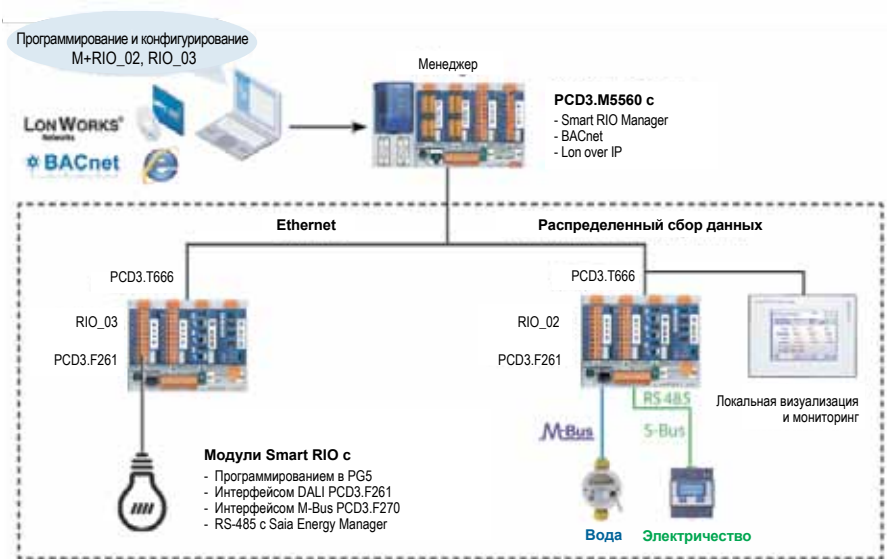 Программирование и конфигурирование
M+RIO_02, RIO_03
Менеджер
PCD3.M5560 с
- Smart RIO Manager
- BACnet
- Lon over IP
LONWORKS®
Networks
BACnet
Ethernet
Распределенный сбор данных
PCD3.T666
RIO_03
PCD3.F261
PCD3.T666
RIO_02
PCD3.F261
Локальная визуализация
и мониторинг
RS 485
M-Bus
S-Bus
Модули Smart RIO с
- Программированием в PG5
- Интерфейсом DALI PCD3.F261
- Интерфейсом M-Bus PCD3.F270
- RS-485 с Saia Energy Manager
Вода
Электричество